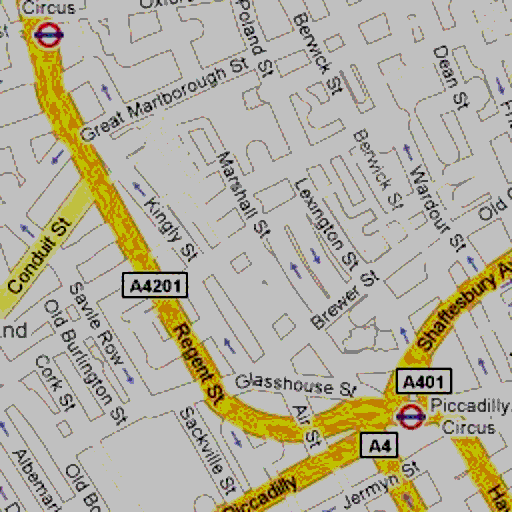 Circus
Poland St
Berwick St
Dean St
Great Marlborough St
Berwick St
Marshall St
Wardour St
Lexington St
Kingly St
Conduit St
A4201
Brewer St
Shaftesbury Av
Savile Row
Old Burlington St
Regent St
Cork St
Glasshouse St
A401
Piccadilly
Circus
Air St
A4
Sackville St
Piccadilly
Jermyn St